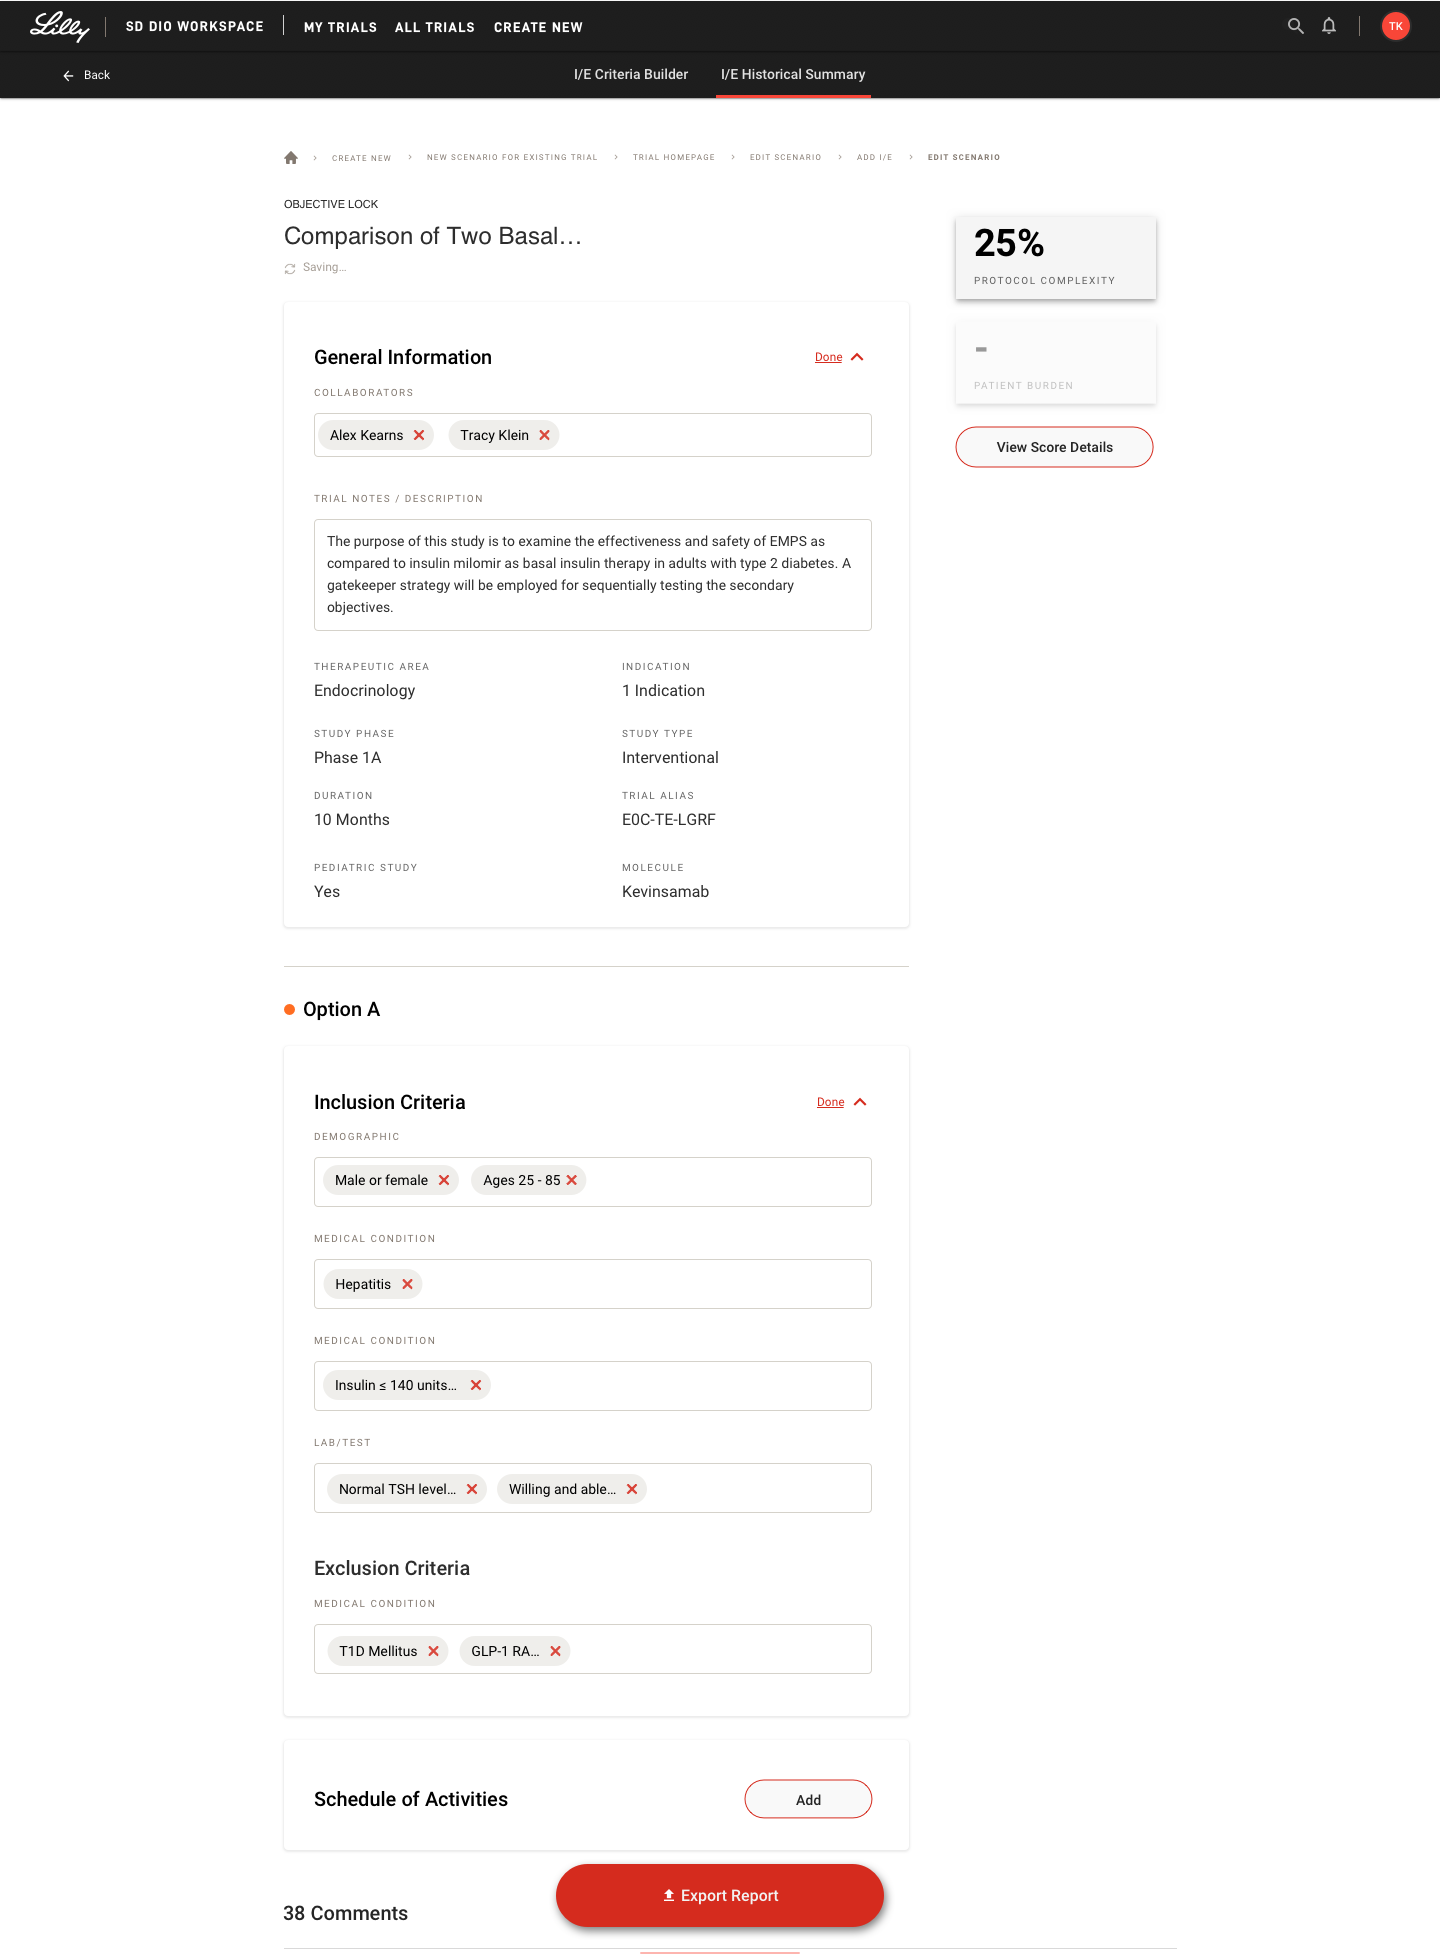 Lilly
SD DIO WORKSPACE
MY TRIALS
ALL TRIALS
CREATE NEW
TK
Back
I/E Criteria Builder
I/E Historical Summary
CREATE NEW
NEW SCENARIO FOR EXISTING TRIAL
TRIAL HOMEPAGE
EDIT SCENARIO
ADD I/E
EDIT SCENARIO
OBJECTIVE LOCK
Comparison of Two Basal...
Saving...
25%
PROTOCOL COMPLEXITY
-
PATIENT BURDEN
View Score Details
General Information
Done
COLLABORATORS
Alex Kearns
Tracy Klein
TRIAL NOTES / DESCRIPTION
The purpose of this study is to examine the effectiveness and safety of EMPS as
compared to insulin milomir as basal insulin therapy in adults with type 2 diabetes. A
gatekeeper strategy will be employed for sequentially testing the secondary
objectives.
THERAPEUTIC AREA
INDICATION
Endocrinology
1 Indication
STUDY PHASE
STUDY TYPE
Phase 1A
Interventional
DURATION
TRIAL ALIAS
10 Months
E0C-TE-LGRF
PEDIATRIC STUDY
MOLECULE
Yes
Kevinsamab
Option A
Inclusion Criteria
Done
DEMOGRAPHIC
Male or female
Ages 25 - 85
MEDICAL CONDITION
Hepatitis
MEDICAL CONDITION
Insulin ≤ 140 units...
LAB/TEST
Normal TSH level...
Willing and able...
Exclusion Criteria
MEDICAL CONDITION
T1D Mellitus
GLP-1 RA...
Schedule of Activities
Add
Export Report
38 Comments